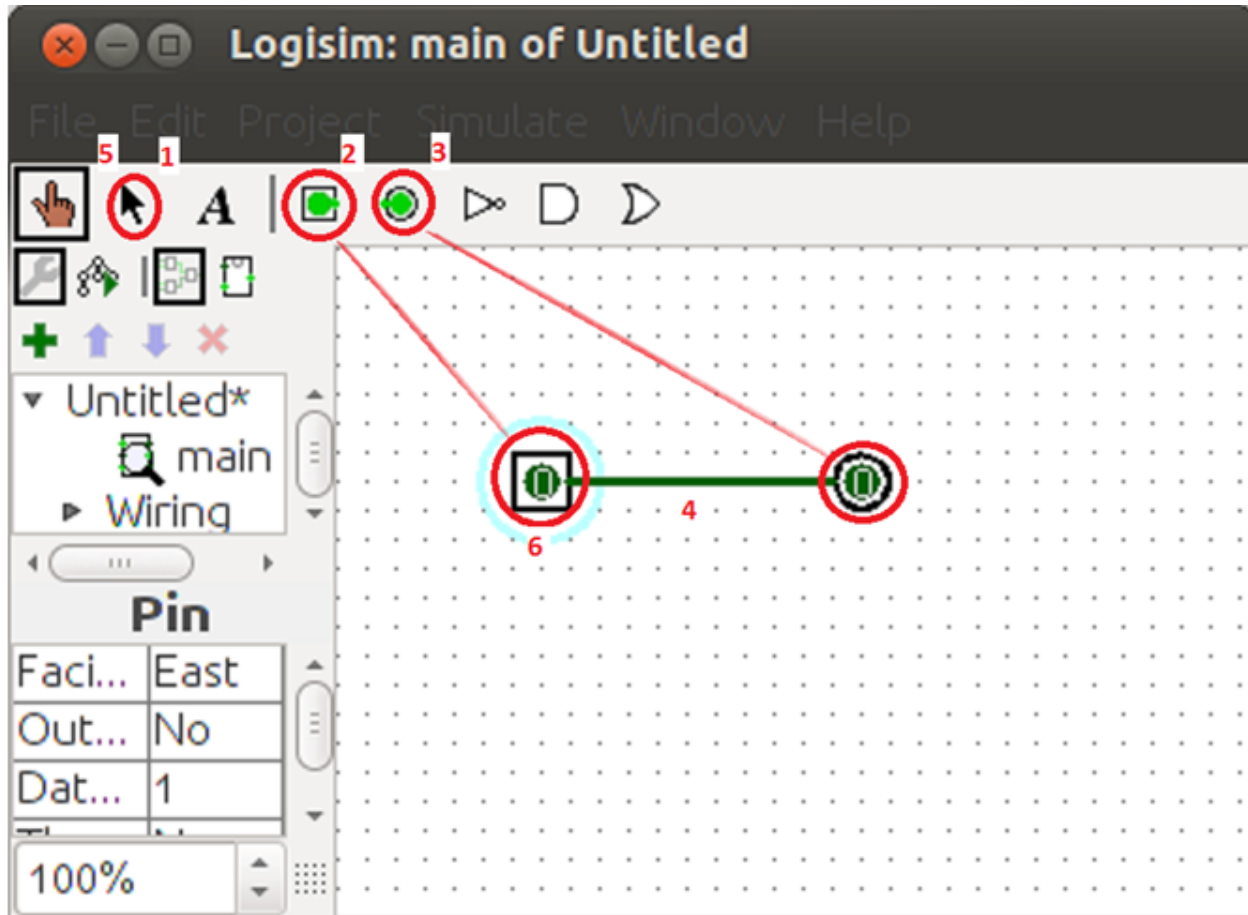 Logisim: main of Untitled
File Edit Project Simulate Window Help
5 1 2 3
A
Untitled*
main
Wiring
4
6
Pin
Faci... East
Out... No
Dat... 1
100%